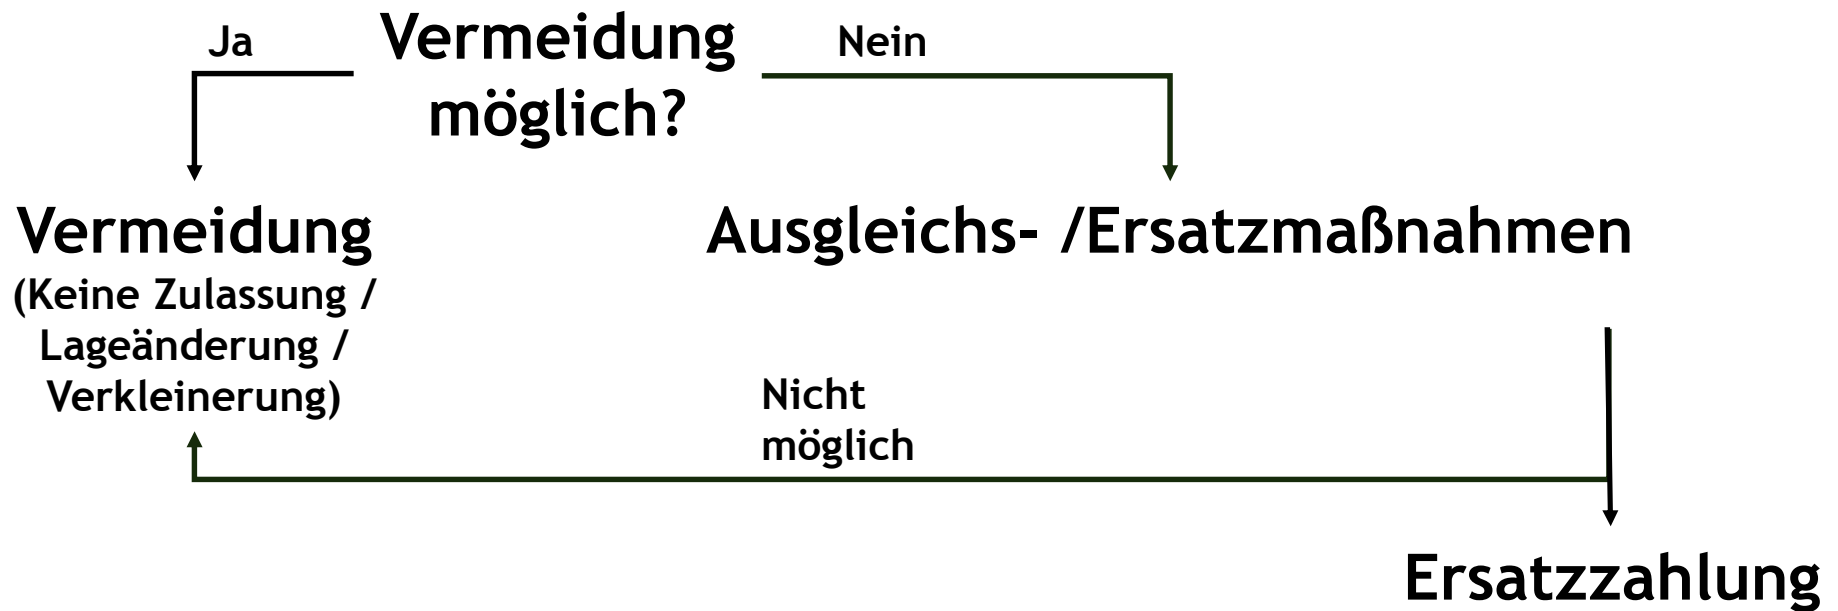 Ja
Vermeidung
möglich?
Nein
Vermeidung
(Keine Zulassung /
Lageänderung /
Verkleinerung)
Ausgleichs- /Ersatzmaßnahmen
Nicht
möglich
Ersatzzahlung